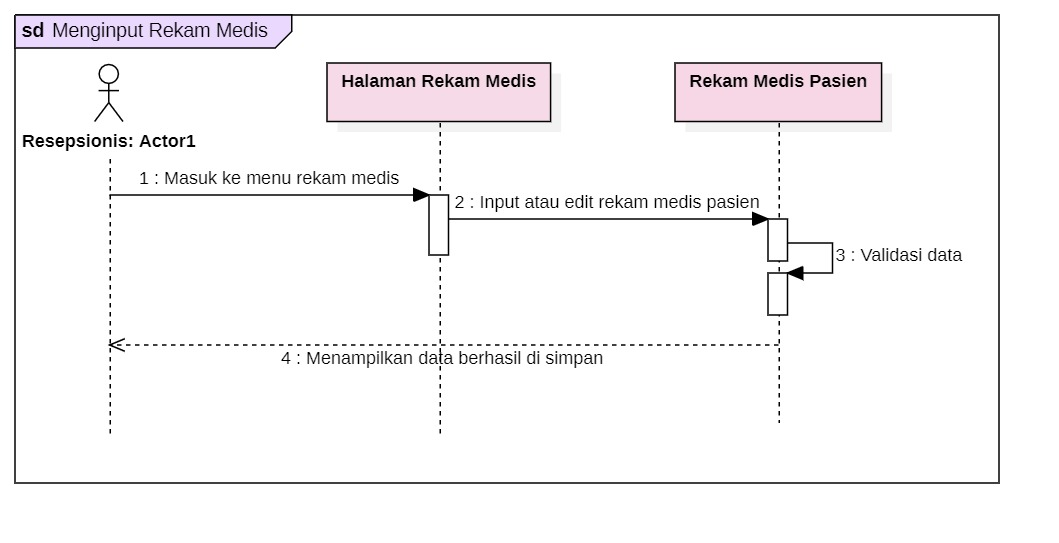 sd Menginput Rekam Medis
Halaman Rekam Medis
Rekam Medis Pasien
Resepsionis: Actor1
1 : Masuk ke menu rekam medis
2 : Input atau edit rekam medis pasien
3 : Validasi data
4 : Menampilkan data berhasil di simpan